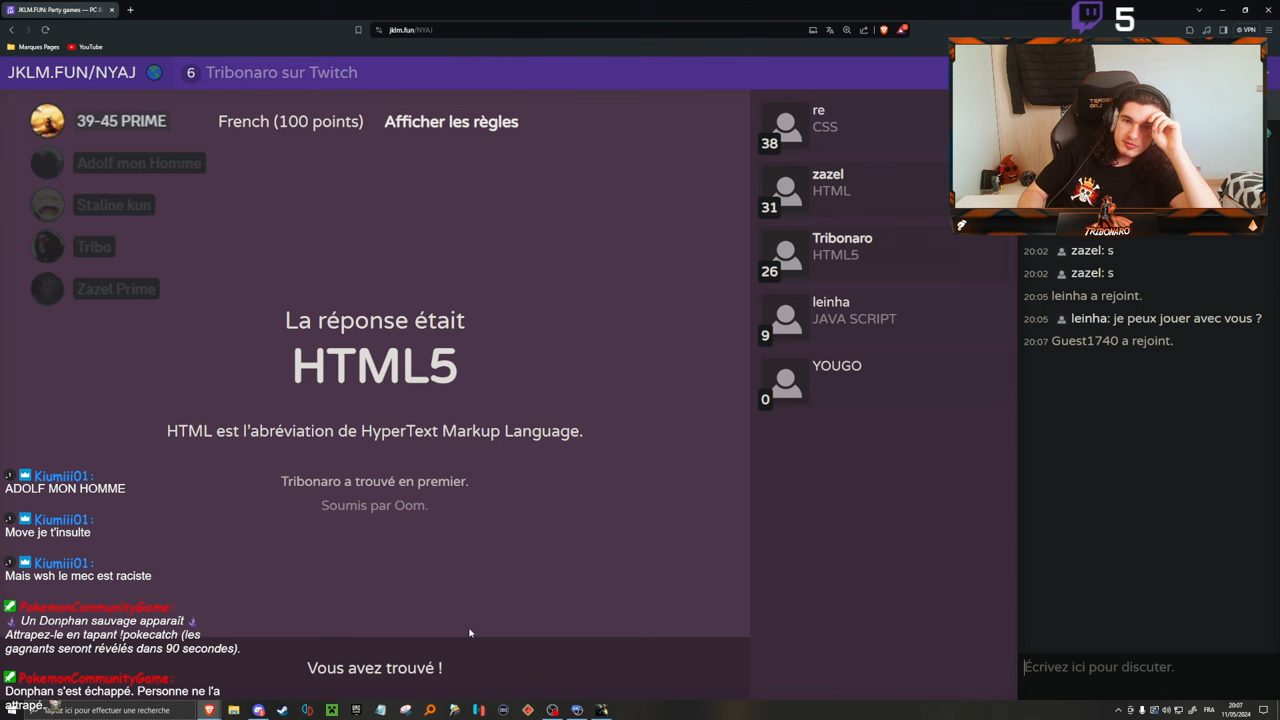 JKLM.FUN: Party games — PC B
5
jklm.fun/NYAJ
VPN
Marques Pages
YouTube
JKLM.FUN/NYAJ
6 Tribonaro sur Twitch
39-45 PRIME
Adolf mon Homme
Staline kun
Tribo
Zazel Prime
French (100 points)
Afficher les règles
La réponse était
HTML5
HTML est l'abréviation de HyperText Markup Language.
Tribonaro a trouvé en premier.
Soumis par Oom.
Vous avez trouvé !
re
CSS
38
zazel
HTML
31
Tribonaro
HTML5
26
leinha
JAVA SCRIPT
9
YOUGO
0
TRIBONARO
20:02 zazel: s
20:02 zazel: s
20:05 leinha a rejoint.
20:05 leinha: je peux jouer avec vous ?
20:07 Guest1740 a rejoint.
Écrivez ici pour discuter.
Kiumiii01:
ADOLF MON HOMME
Kiumiii01:
Move je t'insulte
Kiumiii01:
Mais wsh le mec est raciste
PokemonCommunityGame:
Un Donphan sauvage apparaît
Attrapez-le en tapant !pokecatch (les
gagnants seront révélés dans 90 secondes).
PokemonCommunityGame:
Donphan s'est échappé. Personne ne l'a
attrapé.
Tapez ici pour effectuer une recherche
FRA
20:07
11/05/2024